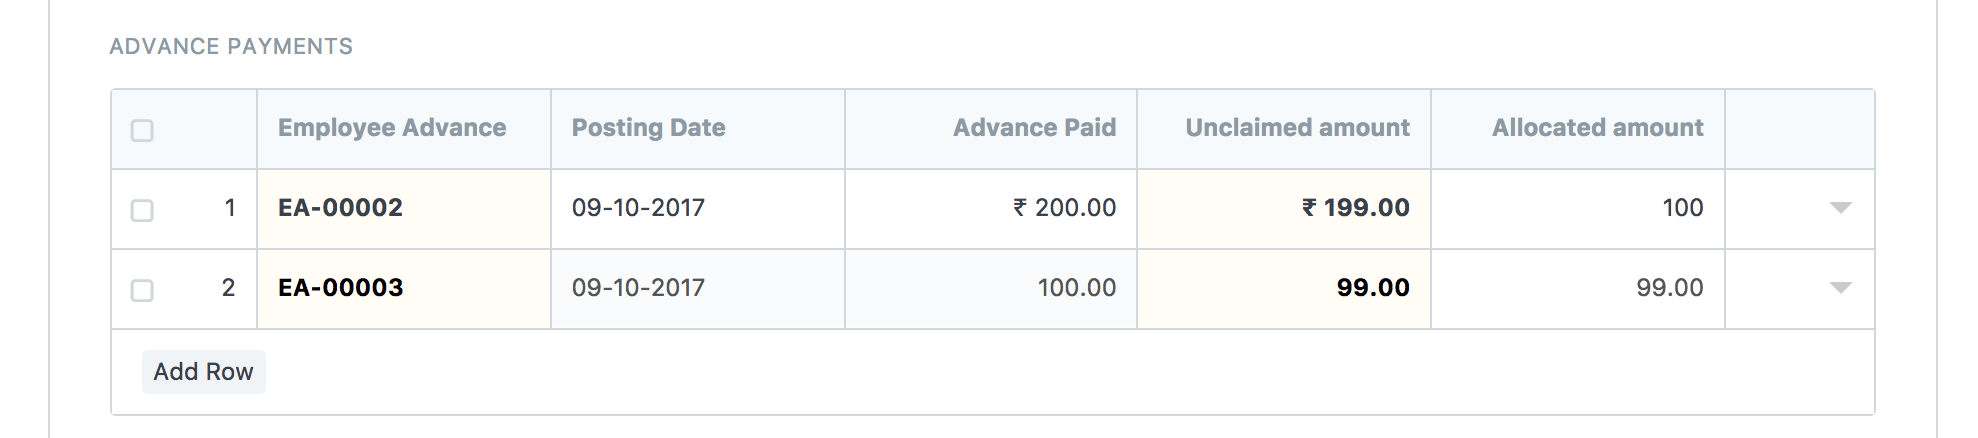 ADVANCE PAYMENTS
Employee Advance Posting Date Advance Paid Unclaimed amount Allocated amount
1 EA-00002 09-10-2017 ₹ 200.00 ₹ 199.00 100
2 EA-00003 09-10-2017 100.00 99.00 99.00
Add Row